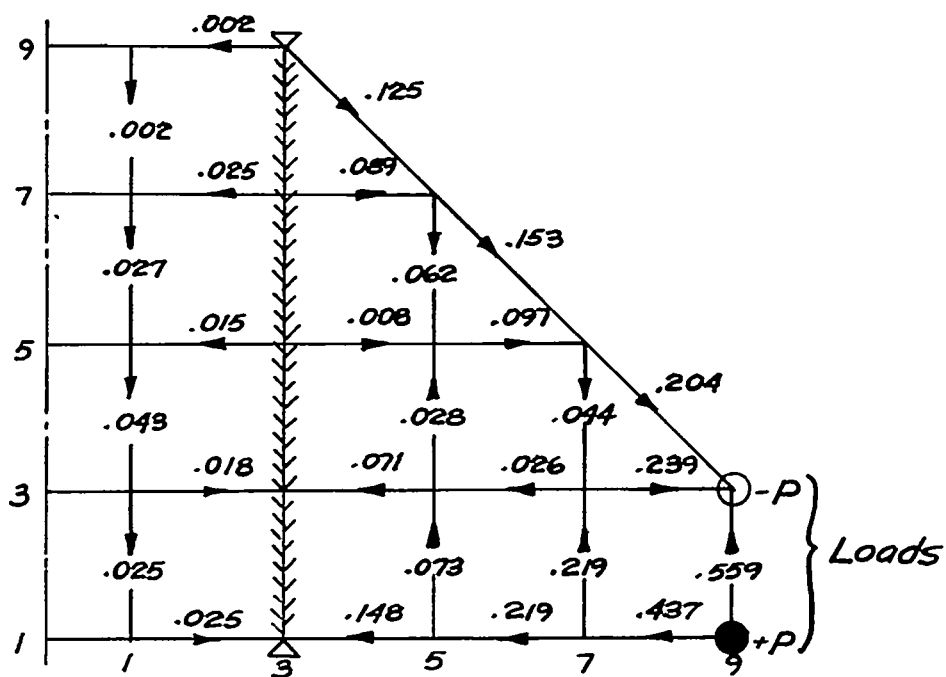 .002
9
.125
.002
.025 .089
7
.153
.027 .062
.015 .008 .097
5
.204
.043 .028 .044
.018 .071 .026 .239
3 -P
Loads
.025 .073 .219 .559
.025 .148 .219 .437
1 +P
1 3 5 7 9